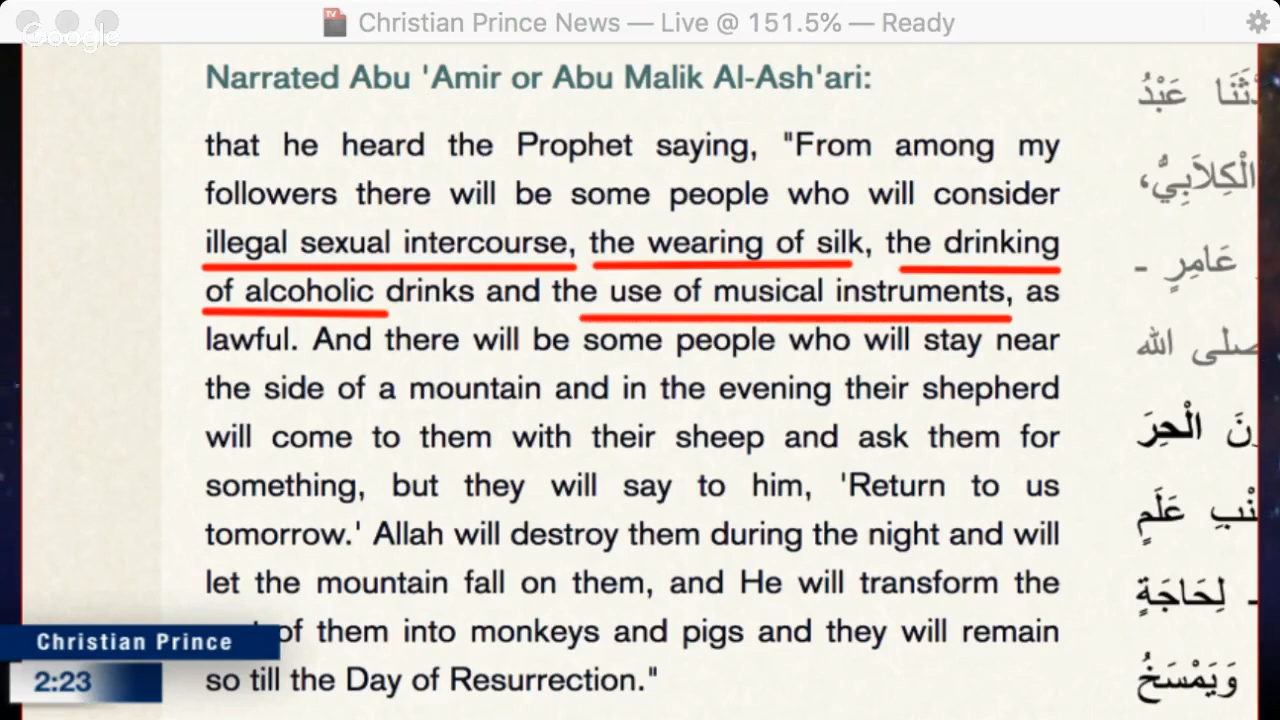 Christian Prince News — Live @ 151.5% — Ready
Google
Narrated Abu 'Amir or Abu Malik Al-Ash'ari:
that he heard the Prophet saying, "From among my
followers there will be some people who will consider
illegal sexual intercourse, the wearing of silk, the drinking
of alcoholic drinks and the use of musical instruments, as
lawful. And there will be some people who will stay near
the side of a mountain and in the evening their shepherd
will come to them with their sheep and ask them for
something, but they will say to him, 'Return to us
tomorrow.' Allah will destroy them during the night and will
let the mountain fall on them, and He will transform the
of them into monkeys and pigs and they will remain
so till the Day of Resurrection."
عَبْدُ
الْكِلاَبِيُّ،
عَامِرٍ ـ
صلى الله
الْحِرَ
عَلَمٍ
لِحَاجَةٍ
وَيَمْسَخُ
Christian Prince
2:23